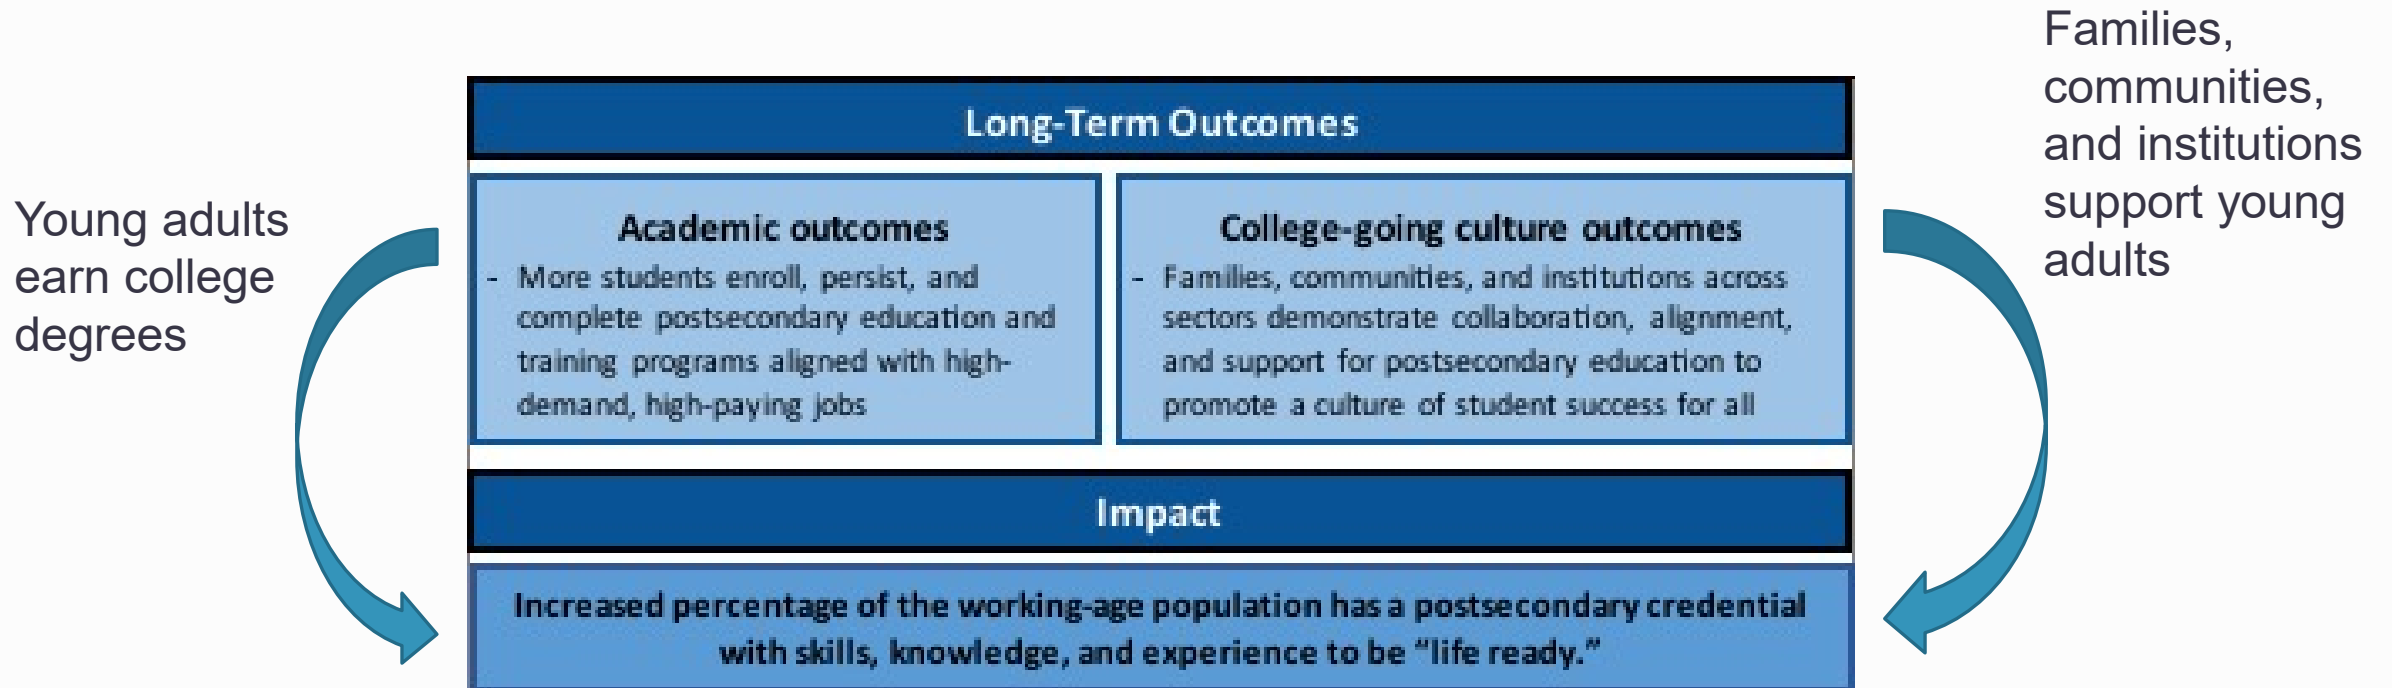 Young adults
earn college
degrees
Long-Term Outcomes
Academic outcomes
- More students enroll, persist, and
complete postsecondary education and
training programs aligned with high-
demand, high-paying jobs
College-going culture outcomes
- Families, communities, and institutions across
sectors demonstrate collaboration, alignment,
and support for postsecondary education to
promote a culture of student success for all
Impact
Increased percentage of the working-age population has a postsecondary credential
with skills, knowledge, and experience to be “life ready.”
Families,
communities,
and institutions
support young
adults